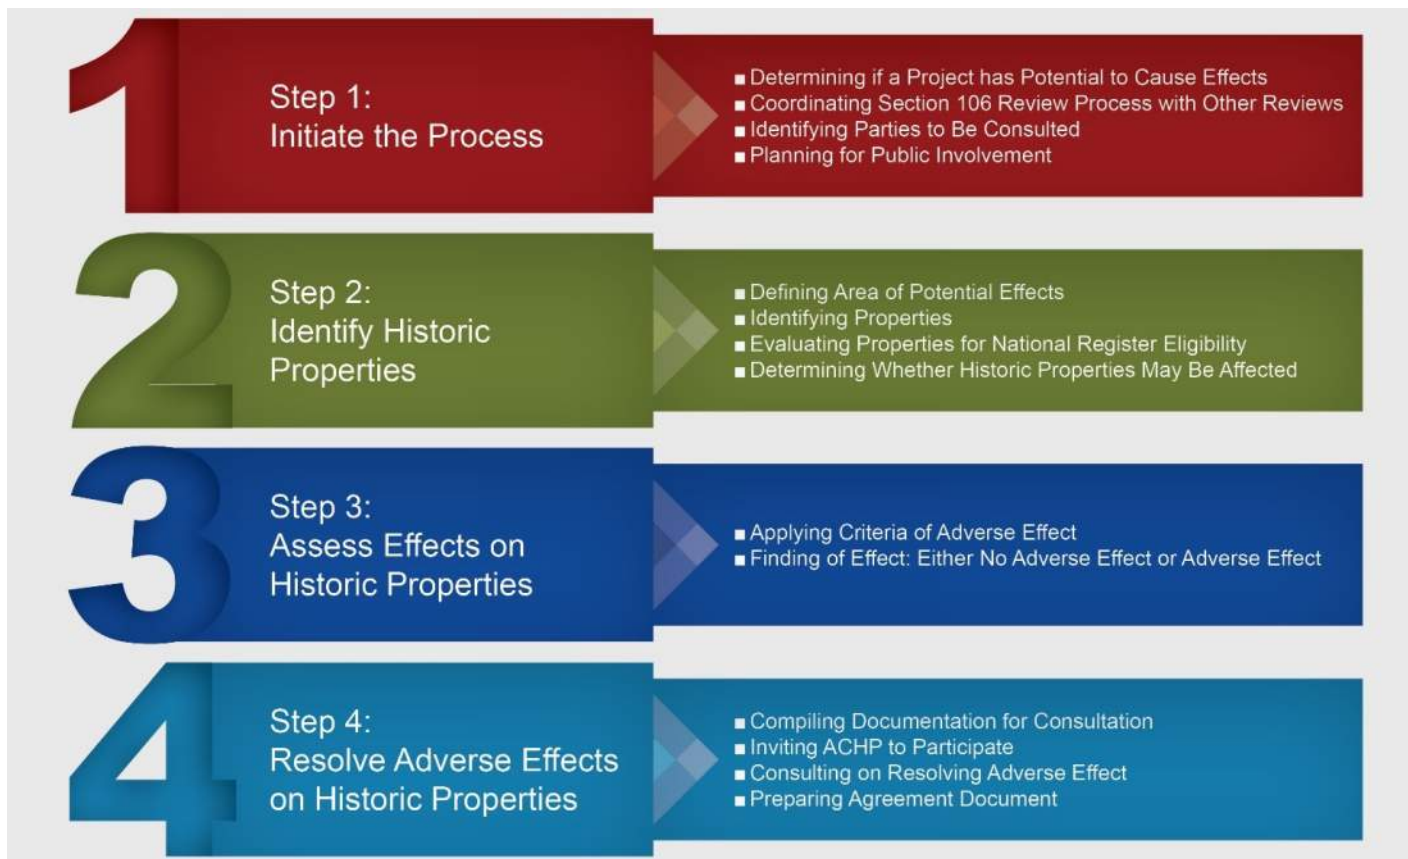 1
Step 1:
Initiate the Process
■ Determining if a Project has Potential to Cause Effects
■ Coordinating Section 106 Review Process with Other Reviews
■ Identifying Parties to Be Consulted
■ Planning for Public Involvement
2
Step 2:
Identify Historic
Properties
■ Defining Area of Potential Effects
■ Identifying Properties
■ Evaluating Properties for National Register Eligibility
■ Determining Whether Historic Properties May Be Affected
3
Step 3:
Assess Effects on
Historic Properties
■ Applying Criteria of Adverse Effect
■ Finding of Effect: Either No Adverse Effect or Adverse Effect
4
Step 4:
Resolve Adverse Effects
on Historic Properties
■ Compiling Documentation for Consultation
■ Inviting ACHP to Participate
■ Consulting on Resolving Adverse Effect
■ Preparing Agreement Document